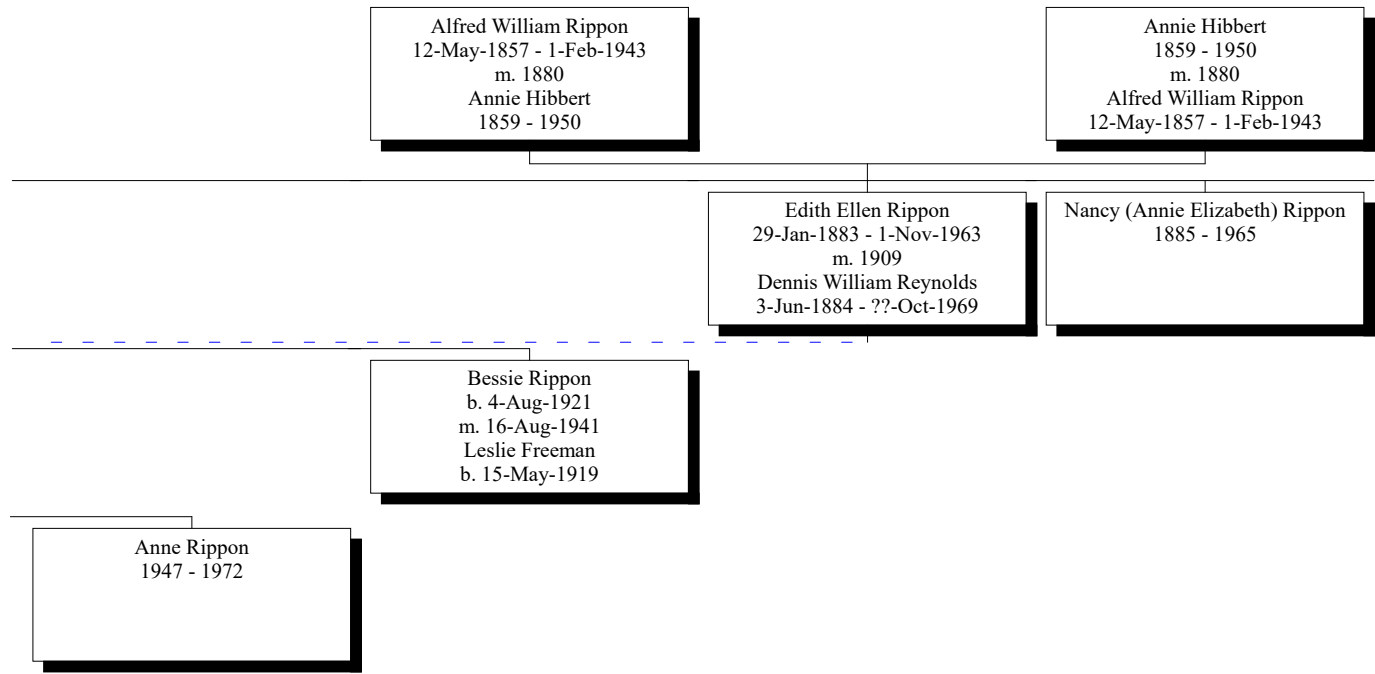 Alfred William Rippon
12-May-1857 - 1-Feb-1943
m. 1880
Annie Hibbert
1859 - 1950
Annie Hibbert
1859 - 1950
m. 1880
Alfred William Rippon
12-May-1857 - 1-Feb-1943
Edith Ellen Rippon
29-Jan-1883 - 1-Nov-1963
m. 1909
Dennis William Reynolds
3-Jun-1884 - ??-Oct-1969
Nancy (Annie Elizabeth) Rippon
1885 - 1965
Bessie Rippon
b. 4-Aug-1921
m. 16-Aug-1941
Leslie Freeman
b. 15-May-1919
Anne Rippon
1947 - 1972